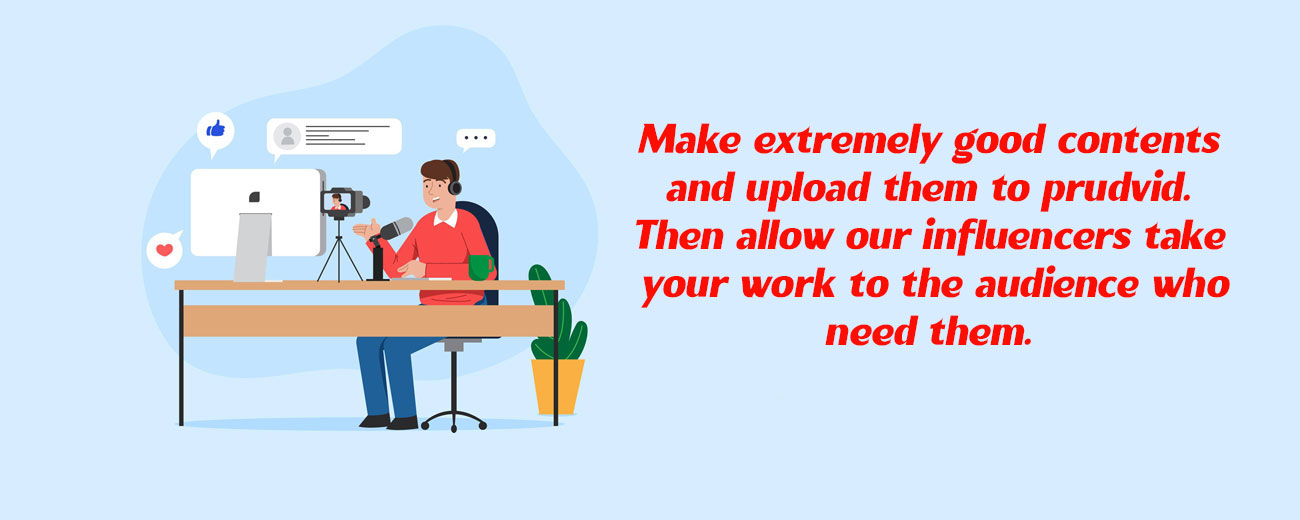 Make extremely good contents
and upload them to prudvid.
Then allow our influencers take
your work to the audience who
need them.